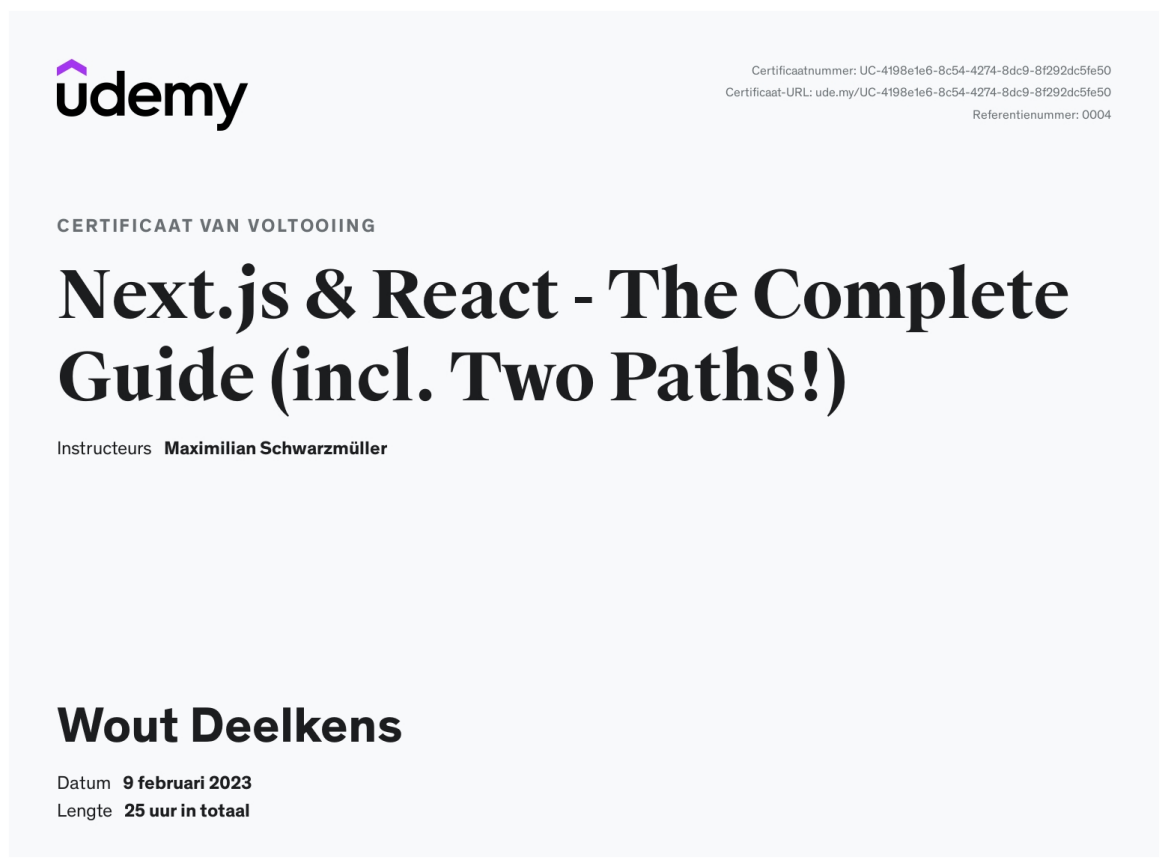 udemy
Certificaatnummer: UC-4198e1e6-8c54-4274-8dc9-8f292dc5fe50
Certificaat-URL: ude.my/UC-4198e1e6-8c54-4274-8dc9-8f292dc5fe50
Referentienummer: 0004
CERTIFICAAT VAN VOLTOOIING
Next.js & React - The Complete
Guide (incl. Two Paths!)
Instructeurs Maximilian Schwarzmüller
Wout Deelkens
Datum 9 februari 2023
Lengte 25 uur in totaal